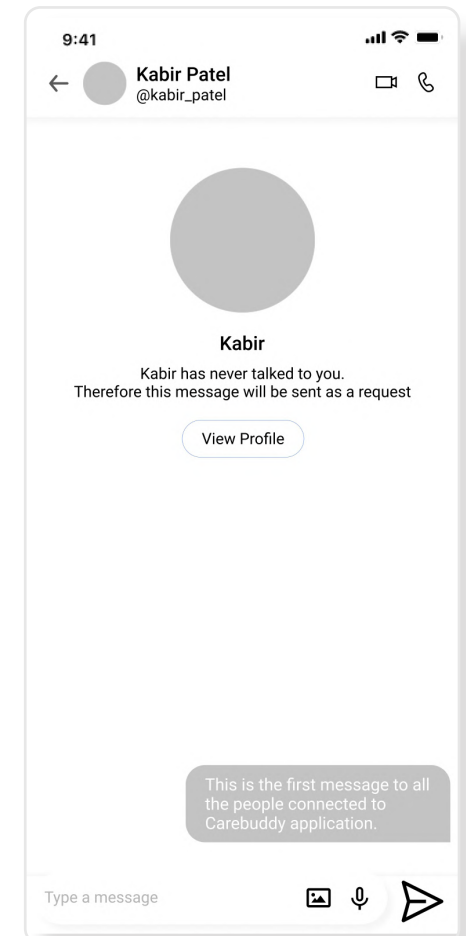 9:41
Kabir Patel
@kabir_patel
Kabir
Kabir has never talked to you.
Therefore this message will be sent as a request
View Profile
This is the first message to all
the people connected to
Carebuddy application.
Type a message